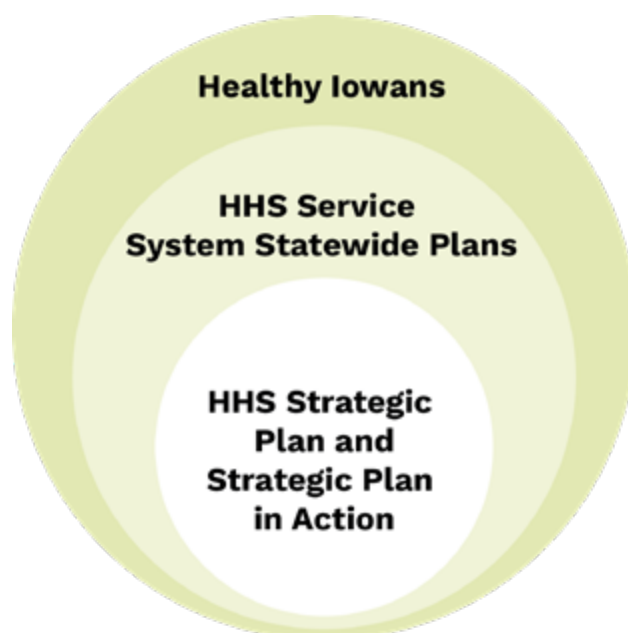 Healthy Iowans
HHS Service
System Statewide Plans
HHS Strategic
Plan and
Strategic Plan
in Action